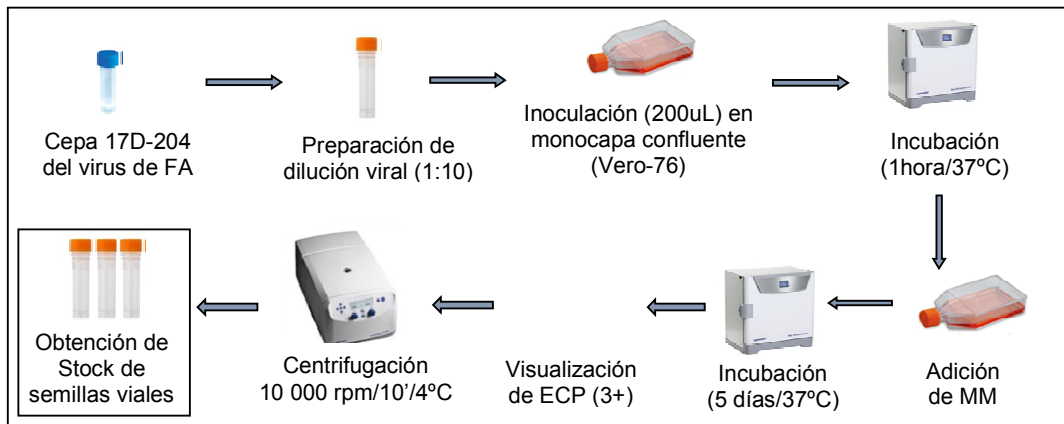 Cepa 17D-204
del virus de FA
Preparación de
dilución viral (1:10)
Inoculación (200uL) en
monocapa confluente
(Vero-76)
Incubación
(1hora/37ºC)
Adición
de MM
Incubación
(5 días/37ºC)
Visualización
de ECP (3+)
Centrifugación
10 000 rpm/10’/4ºC
Obtención de
Stock de
semillas viales